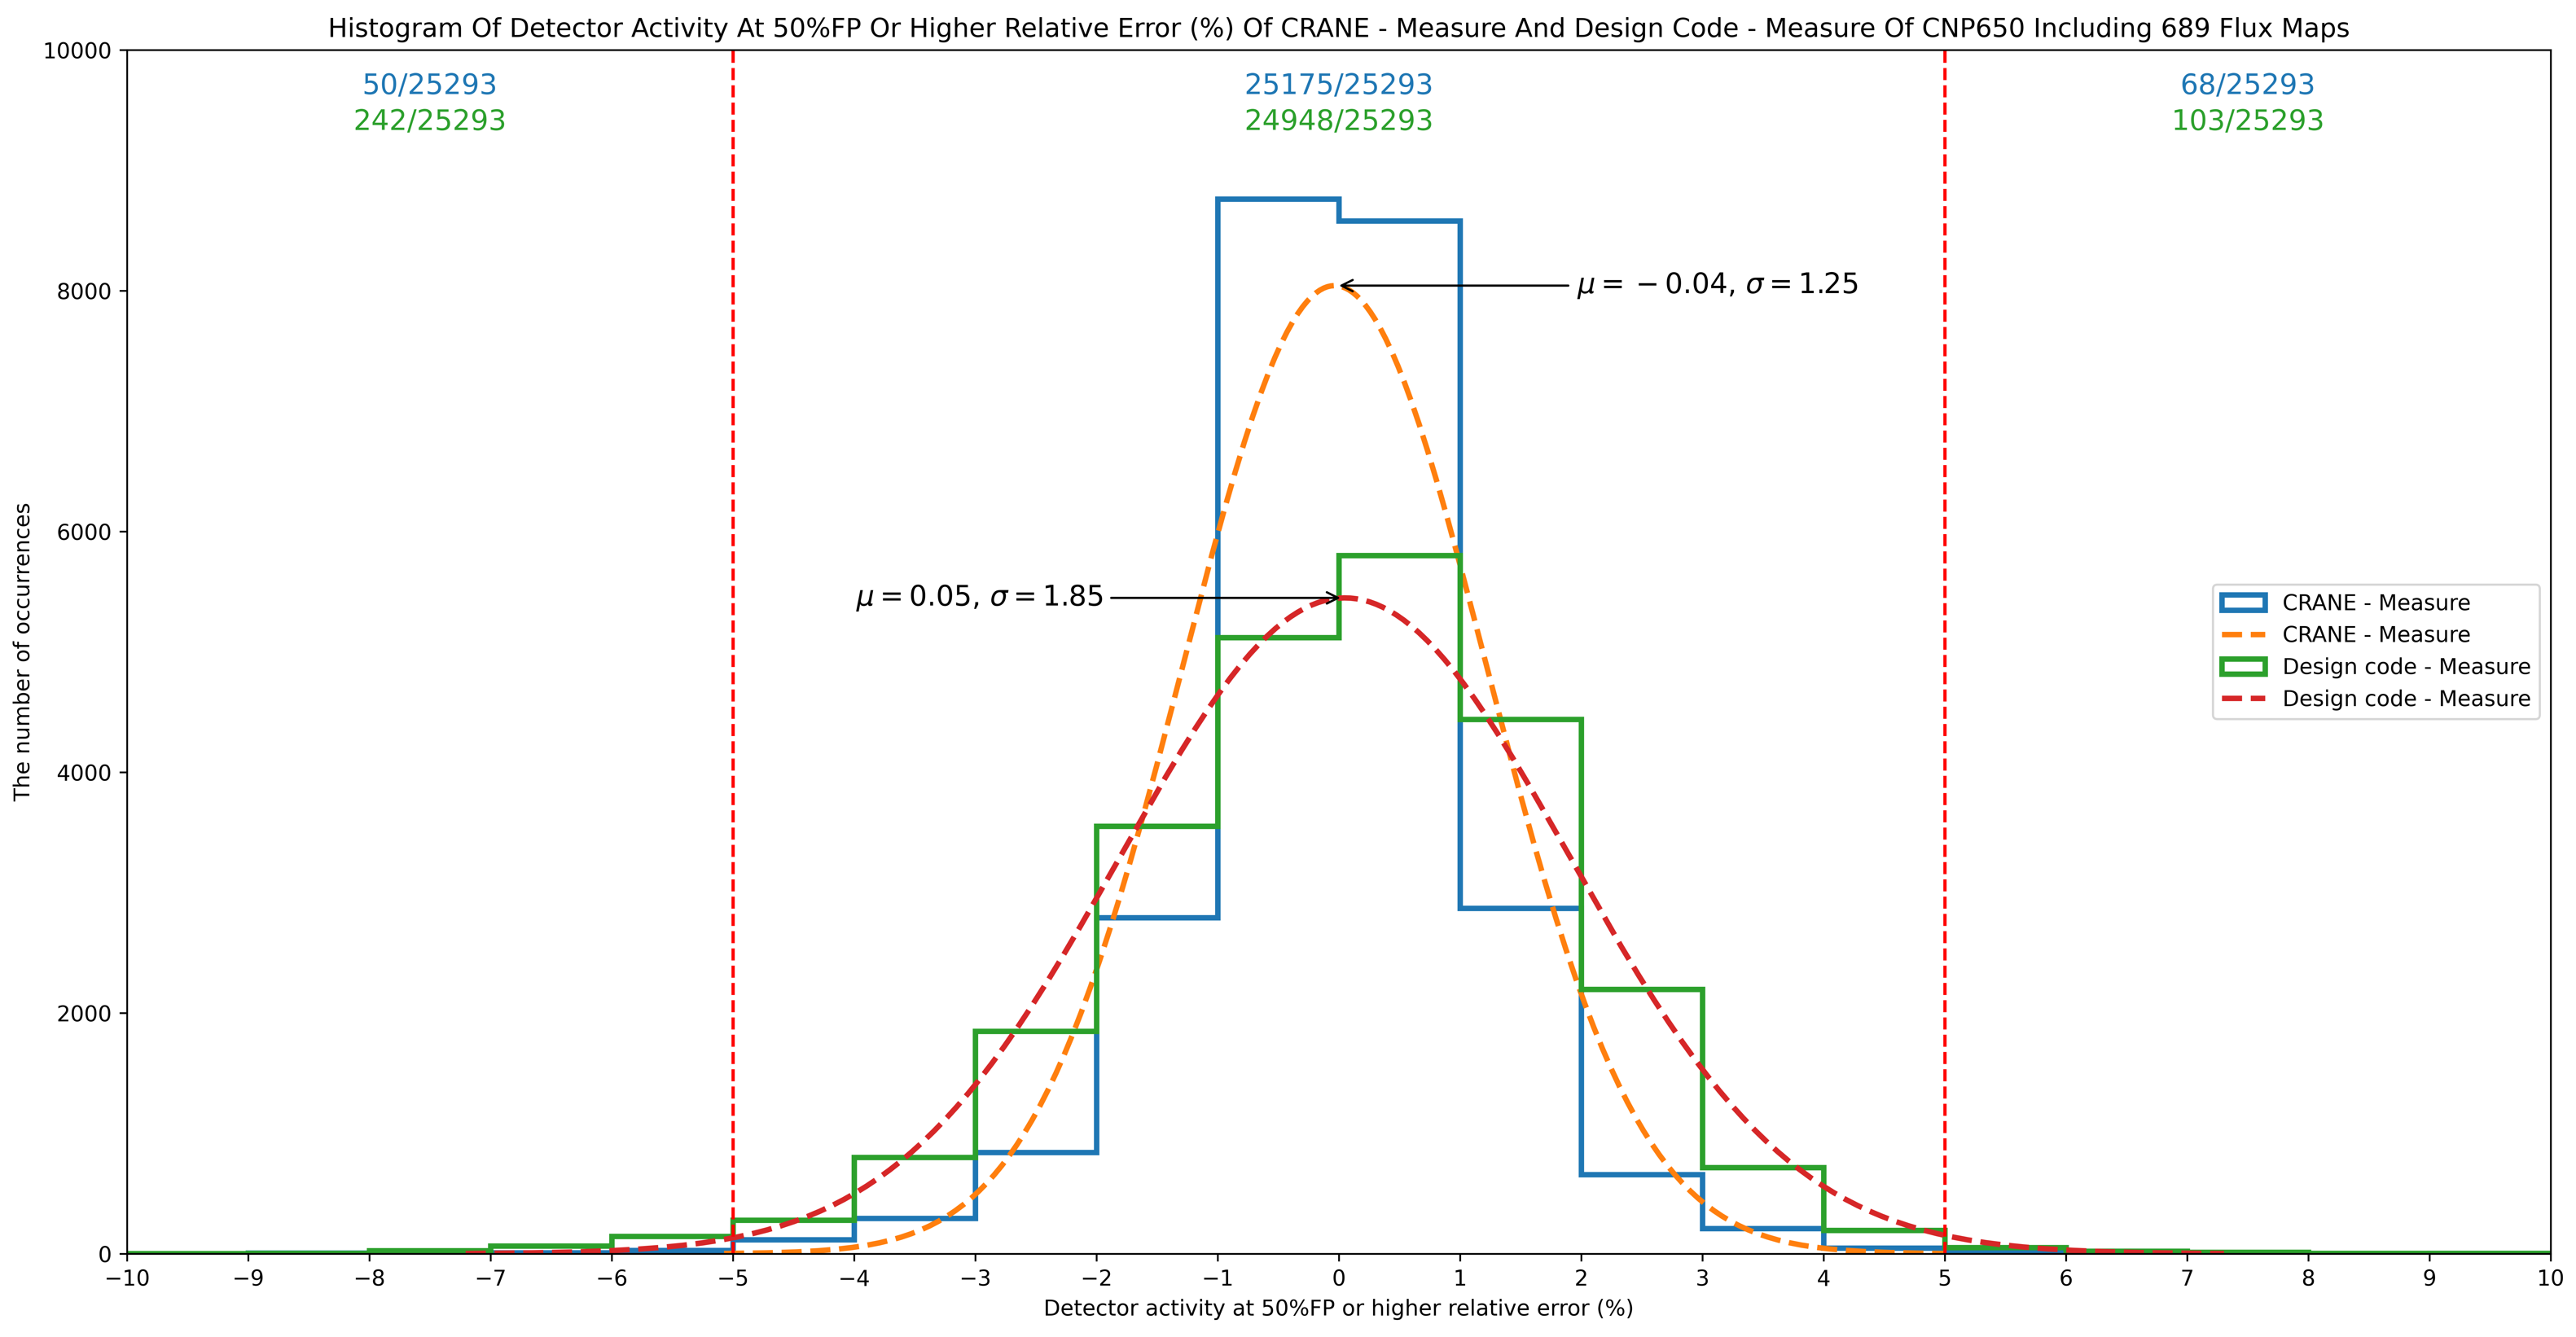 Histogram Of Detector Activity At 50%FP Or Higher Relative Error (%) Of CRANE - Measure And Design Code - Measure Of CNP650 Including 689 Flux Maps
10000
8000
6000
4000
2000
0
The number of occurrences
50/25293
242/25293
25175/25293
24948/25293
68/25293
103/25293
μ = − 0.04, σ = 1.25
μ = 0.05, σ = 1.85
CRANE - Measure
CRANE - Measure
Design code - Measure
Design code - Measure
−10 −9 −8 −7 −6 −5 −4 −3 −2 −1 0 1 2 3 4 5 6 7 8 9 10
Detector activity at 50%FP or higher relative error (%)